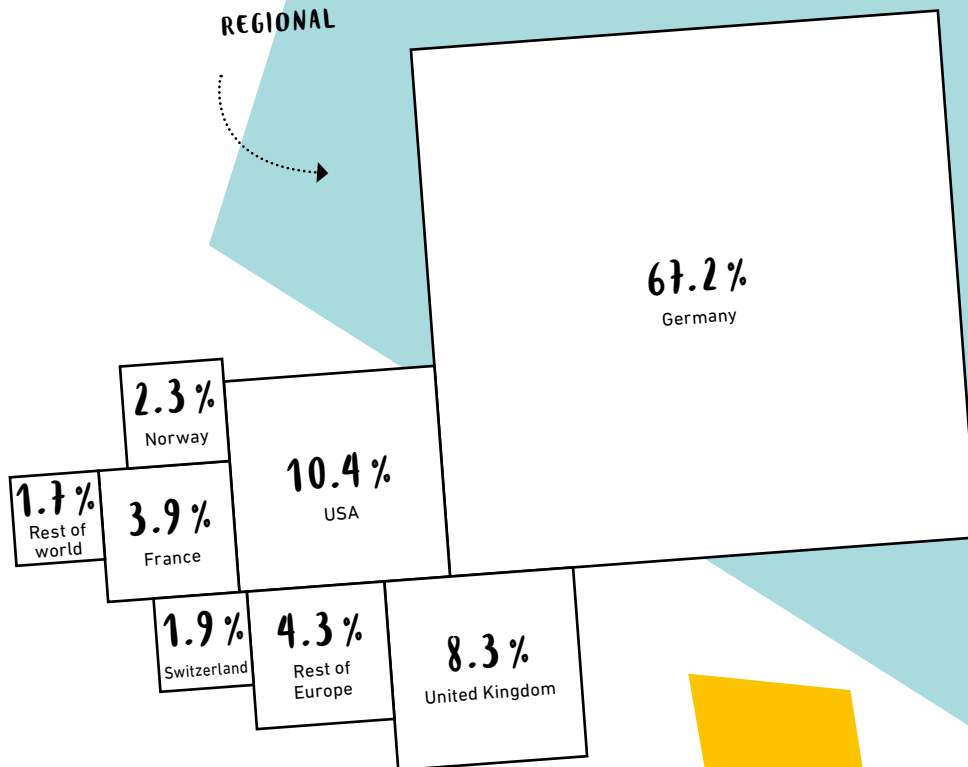 REGIONAL
67.2 %
Germany
2.3 %
Norway
10.4 %
USA
1.7 %
Rest of
world
3.9 %
France
1.9 %
Switzerland
4.3 %
Rest of
Europe
8.3 %
United Kingdom